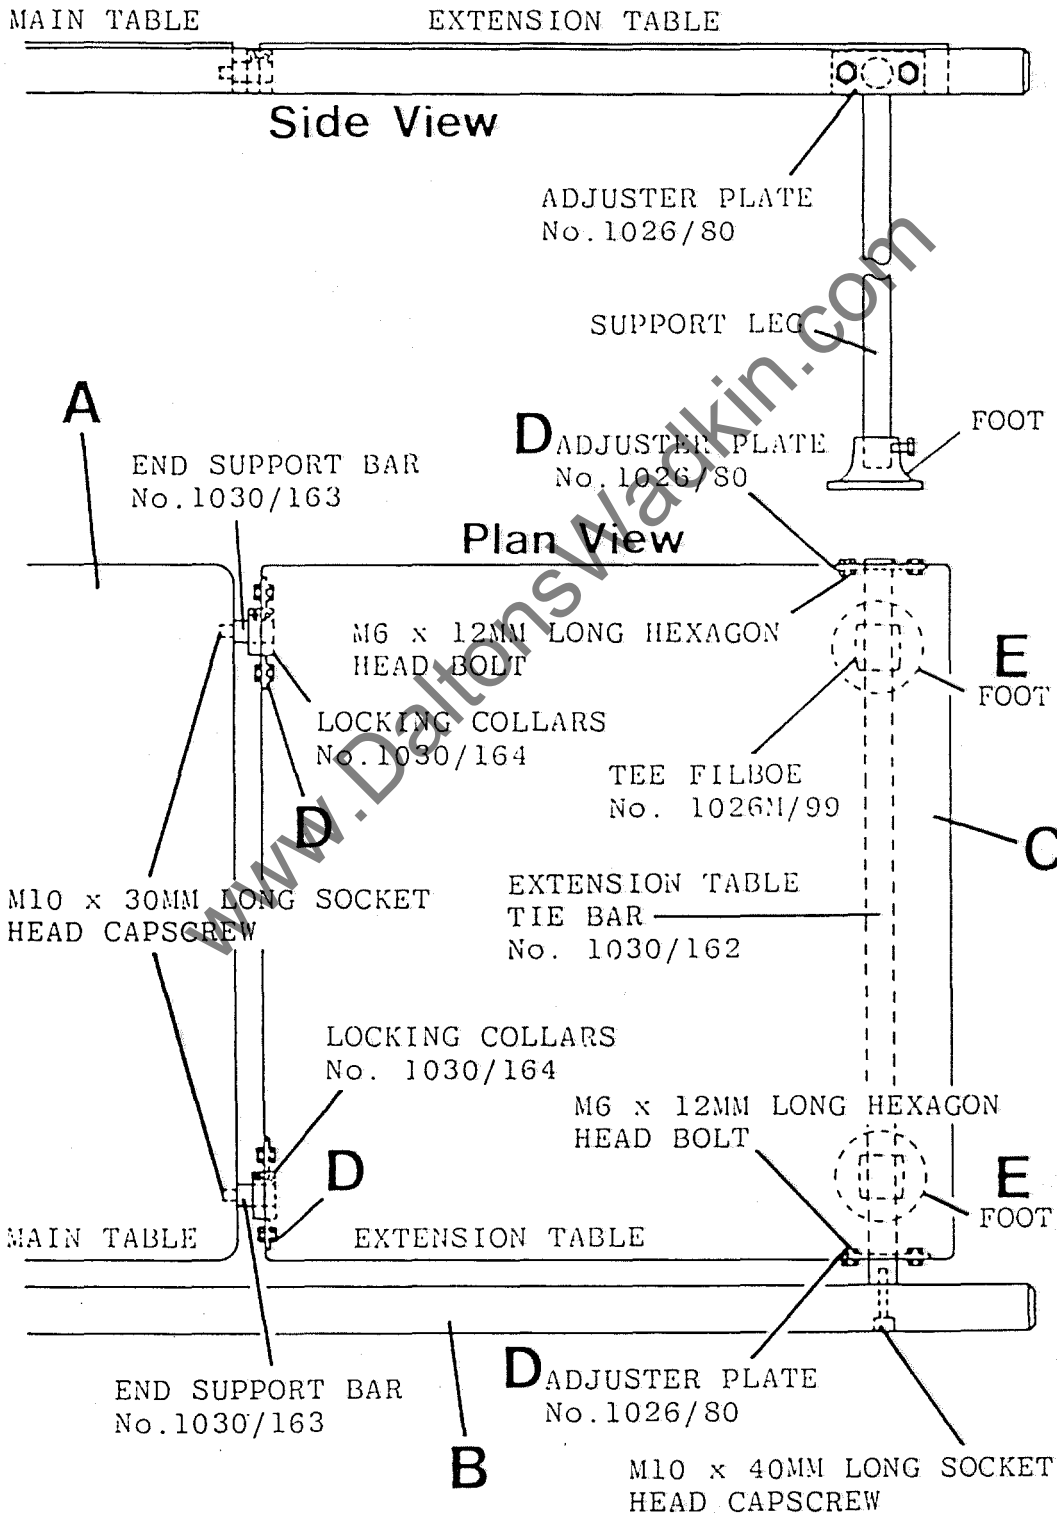 MAIN TABLE
EXTENSION TABLE
Side View
ADJUSTER PLATE
No.1026/80
SUPPORT LEG
FOOT
A
END SUPPORT BAR
No.1030/163
D ADJUSTER PLATE
No.1026/80
Plan View
M6 x 12MM LONG HEXAGON
HEAD BOLT
E
FOOT
LOCKING COLLARS
No.1030/164
TEE FILBOE
No. 1026M/99
D
C
M10 x 30MM LONG SOCKET
HEAD CAPSCREW
EXTENSION TABLE
TIE BAR
No. 1030/162
LOCKING COLLARS
No. 1030/164
M6 x 12MM LONG HEXAGON
HEAD BOLT
D
E
FOOT
MAIN TABLE
EXTENSION TABLE
END SUPPORT BAR
No.1030/163
D ADJUSTER PLATE
No.1026/80
B
M10 x 40MM LONG SOCKET
HEAD CAPSCREW
www.DaltonsWadkin.com